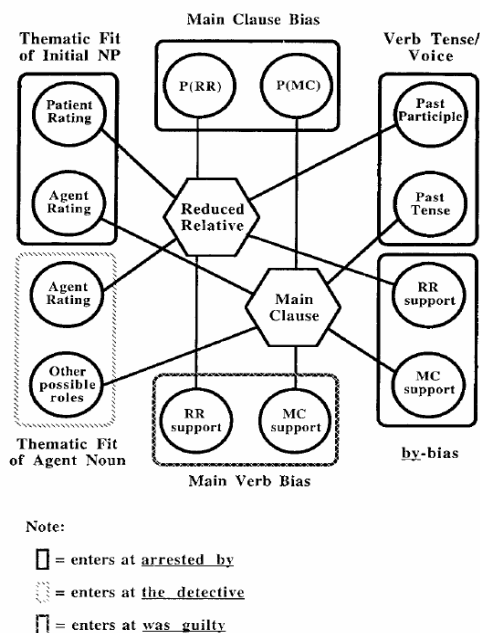 Main Clause Bias
Thematic Fit
of Initial NP
Verb Tense/
Voice
P(RR)
P(MC)
Patient
Rating
Past
Participle
Agent
Rating
Reduced
Relative
Past
Tense
Agent
Rating
Main
Clause
RR
support
Other
possible
roles
MC
support
RR
support
MC
support
Thematic Fit
of Agent Noun
Main Verb Bias
by-bias
Note:
= enters at arrested by
= enters at the detective
= enters at was guilty